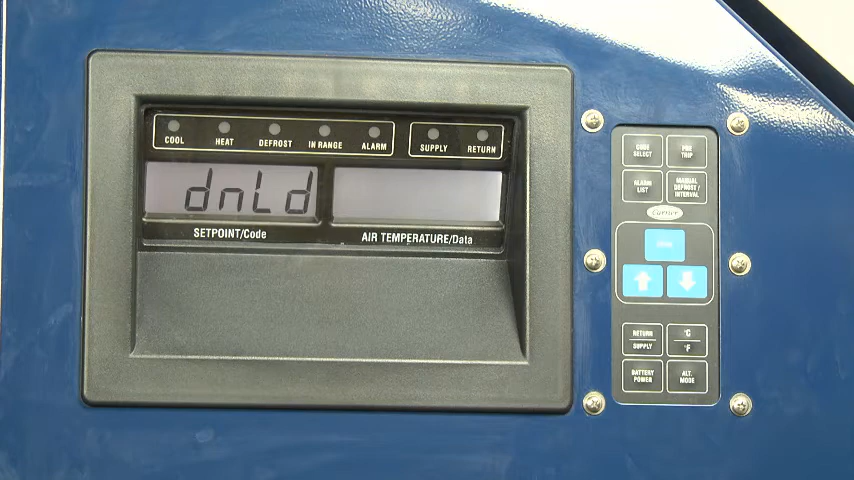 COOL HEAT DEFROST IN RANGE ALARM SUPPLY RETURN
dnLd
SETPOINT/Code AIR TEMPERATURE/Data
CODE SELECT
PRE TRIP
ALARM LIST
MANUAL DEFROST / INTERVAL
Carrier
RETURN SUPPLY
°C °F
BATTERY POWER
ALT. MODE